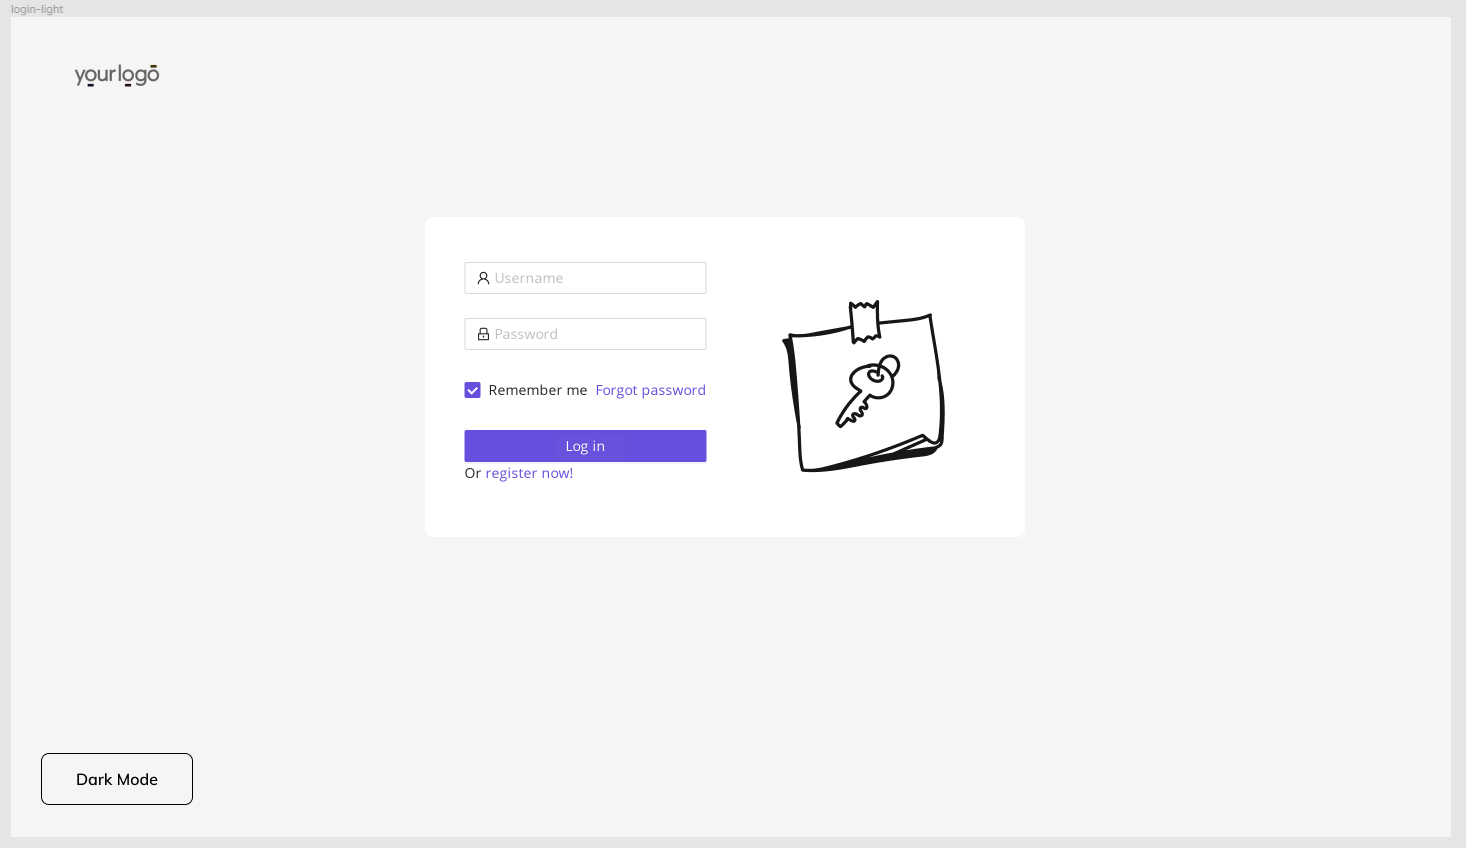 login-light
yourlogo
Username
Password
Remember me Forgot password
Log in
Or register now!
Dark Mode